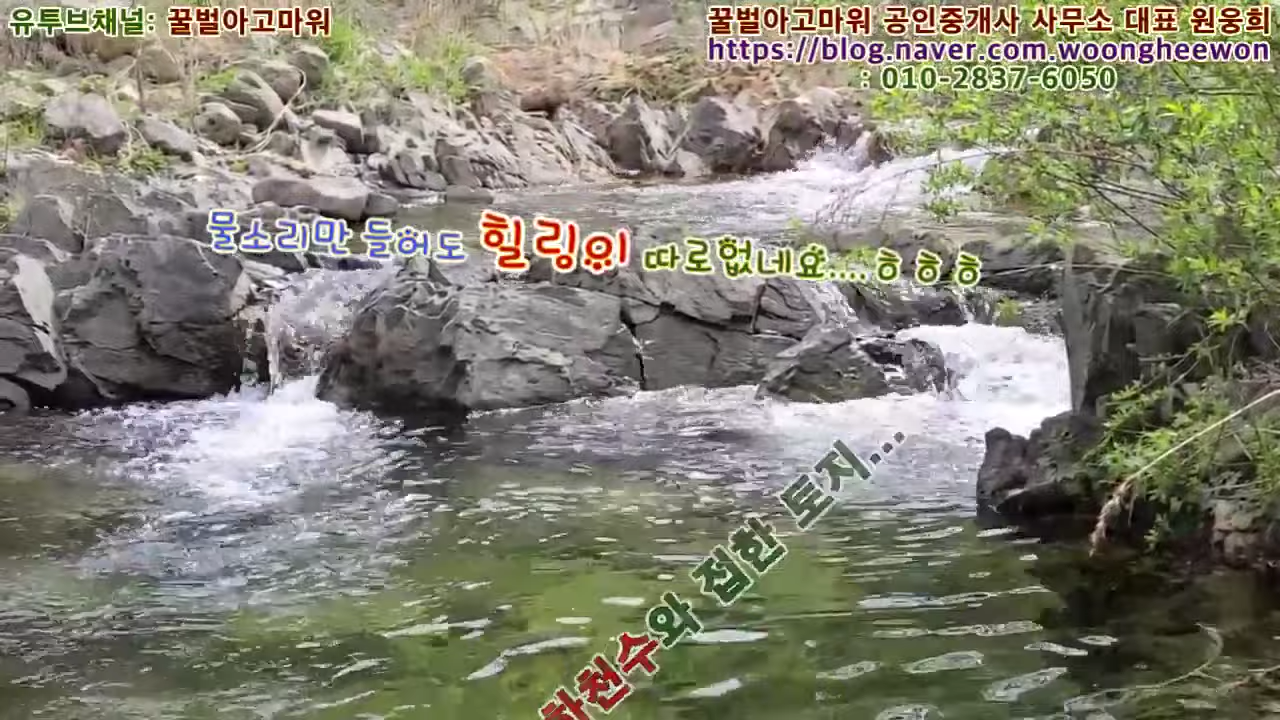 유투브채널: 꿀벌아고마워
꿀벌아고마워 공인중개사 사무소 대표 원웅희
https://blog.naver.com.woongheewon
: 010-2837-6050
물소리만 들어도 힐링이 따로없네요....ㅎㅎㅎ
하천수와 접한 토지...